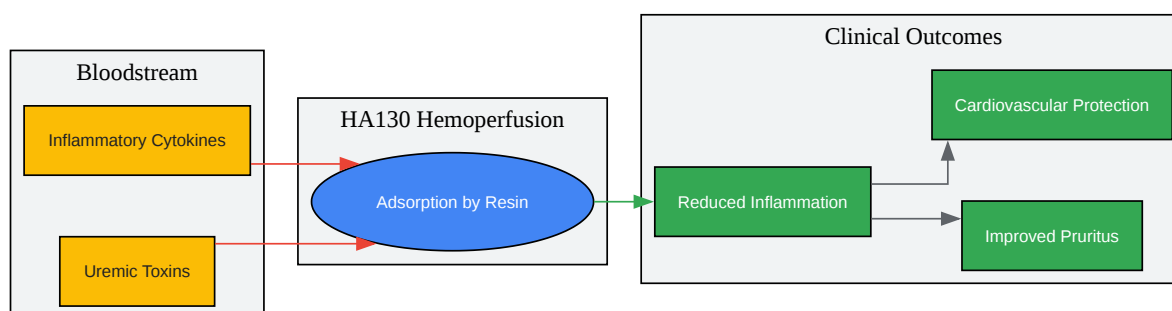 Bloodstream
Inflammatory Cytokines
Uremic Toxins
HA130 Hemoperfusion
Adsorption by Resin
Clinical Outcomes
Cardiovascular Protection
Reduced Inflammation
Improved Pruritus